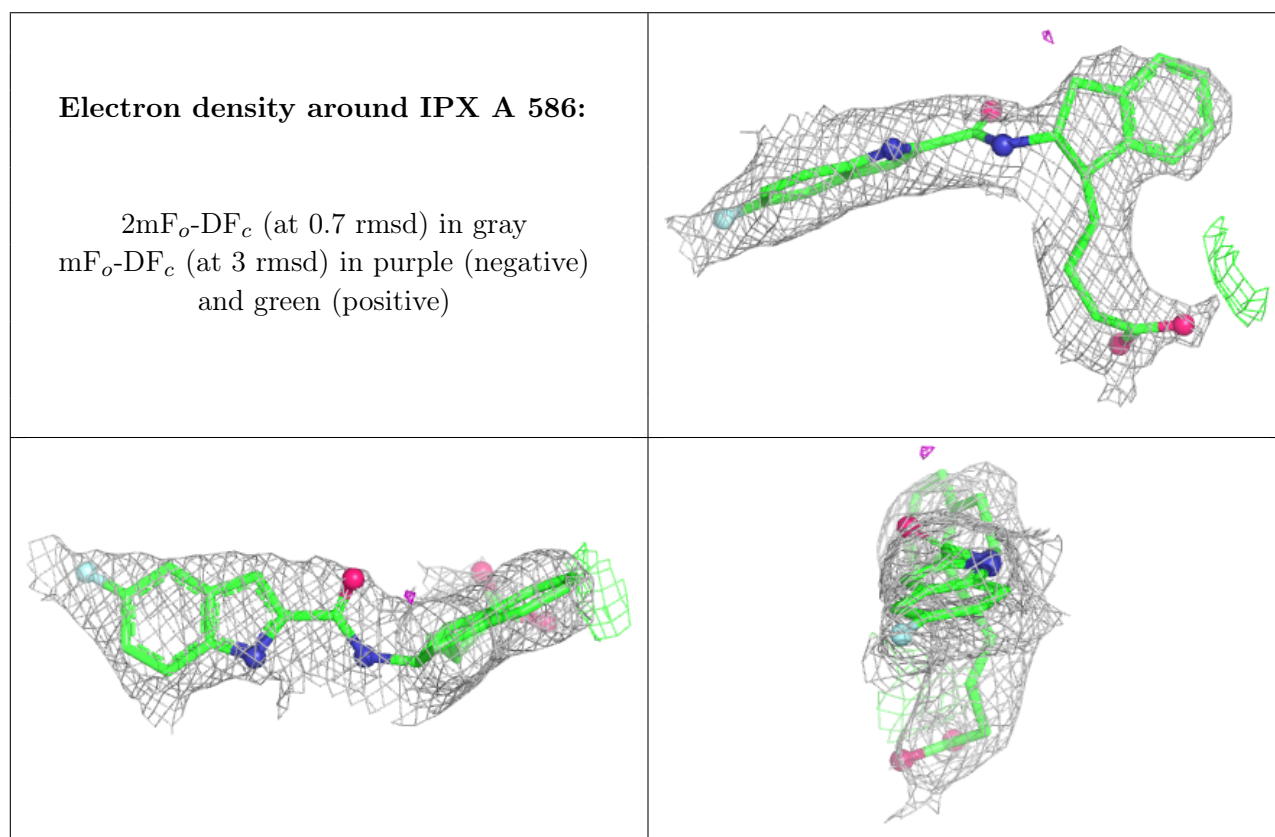 Electron density around IPX A 586:
2mFₒ-DF𝒸 (at 0.7 rmsd) in gray
mFₒ-DF𝒸 (at 3 rmsd) in purple (negative)
and green (positive)